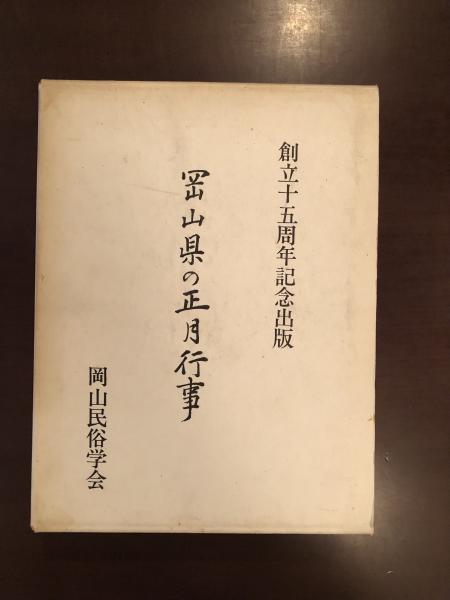 創立十五周年記念出版
岡山県の正月行事
岡山民俗学会